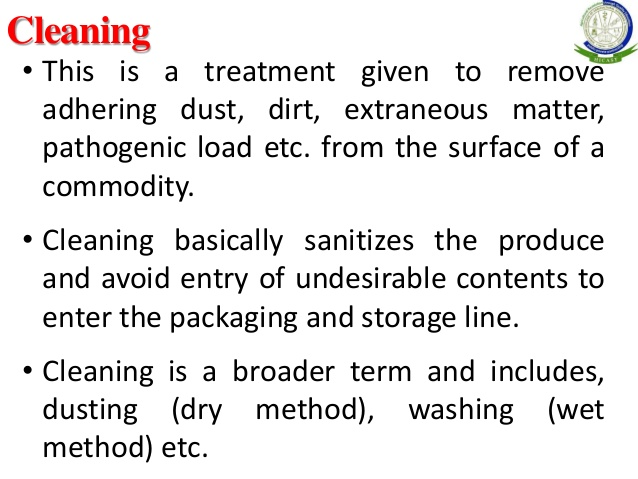 Cleaning
• This is a treatment given to remove
adhering dust, dirt, extraneous matter,
pathogenic load etc. from the surface of a
commodity.
• Cleaning basically sanitizes the produce
and avoid entry of undesirable contents to
enter the packaging and storage line.
• Cleaning is a broader term and includes,
dusting (dry method), washing (wet
method) etc.